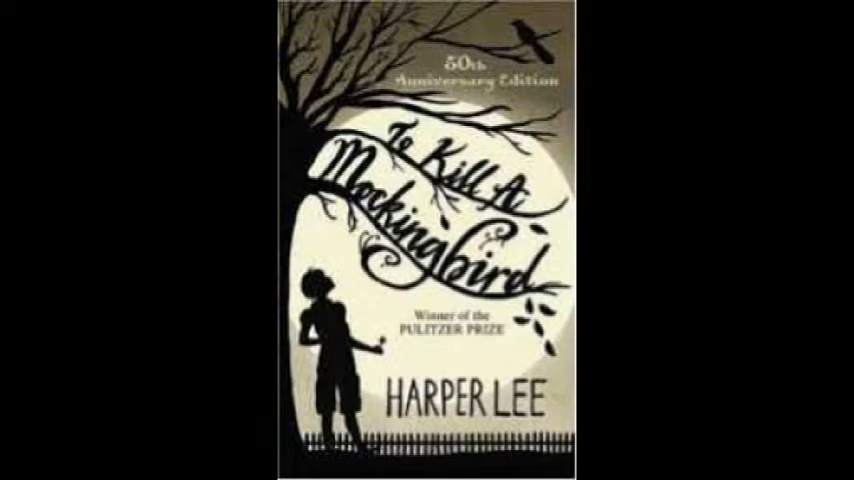 50th
Anniversary Edition
To Kill A
Mockingbird
Winner of the
PULITZER PRIZE
HARPER LEE